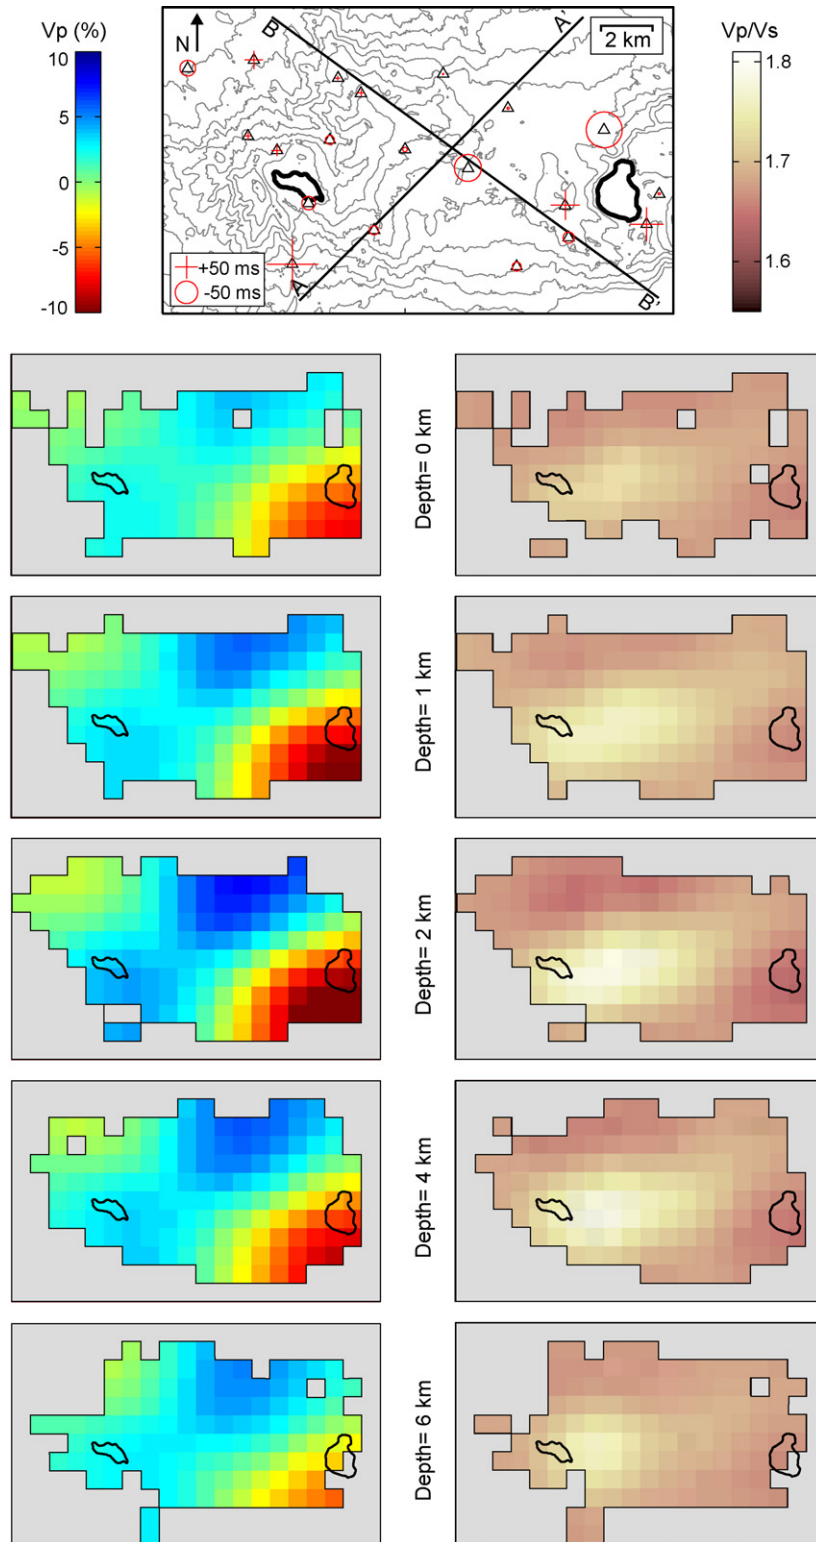 Vp (%)
10
5
0
-5
-10
N
B
A'
2 km
+50 ms
-50 ms
A
B'
Vp/Vs
1.8
1.7
1.6
Depth= 0 km
Depth= 1 km
Depth= 2 km
Depth= 4 km
Depth= 6 km